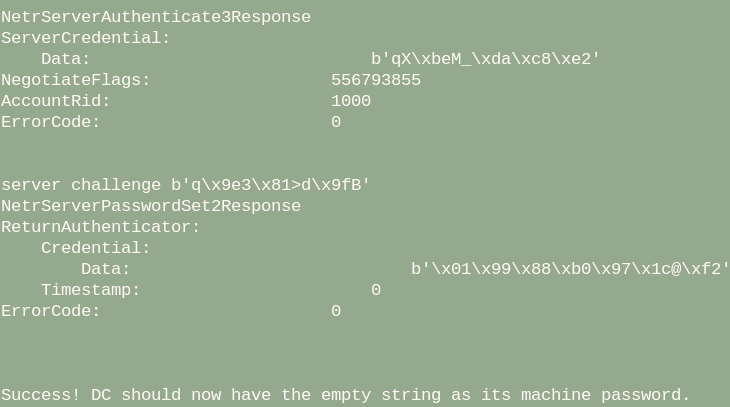 NetrServerAuthenticate3Response
ServerCredential:
    Data:                            b'qX\xbeM_\xda\xc8\xe2'
NegotiateFlags:                  556793855
AccountRid:                      1000
ErrorCode:                       0
server challenge b'q\x9e3\x81>d\x9fB'
NetrServerPasswordSet2Response
ReturnAuthenticator:
    Credential:
        Data:                            b'\x01\x99\x88\xb0\x97\x1c@\xf2'
    Timestamp:                       0
ErrorCode:                       0
Success! DC should now have the empty string as its machine password.